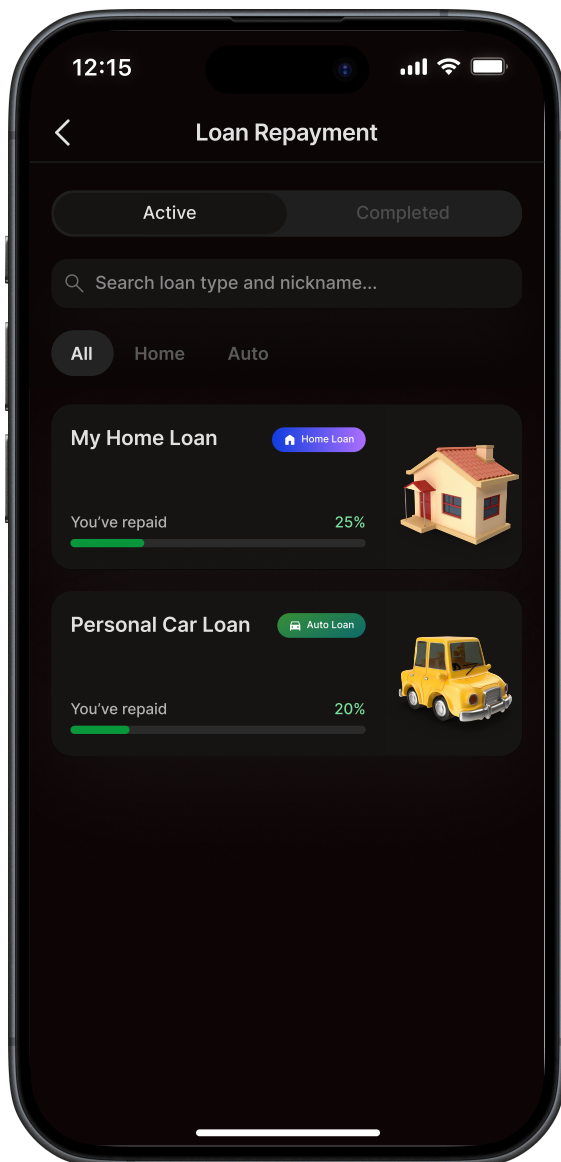 12:15
Loan Repayment
Active Completed
Search loan type and nickname...
All Home Auto
My Home Loan Home Loan
You’ve repaid 25%
Personal Car Loan Auto Loan
You’ve repaid 20%